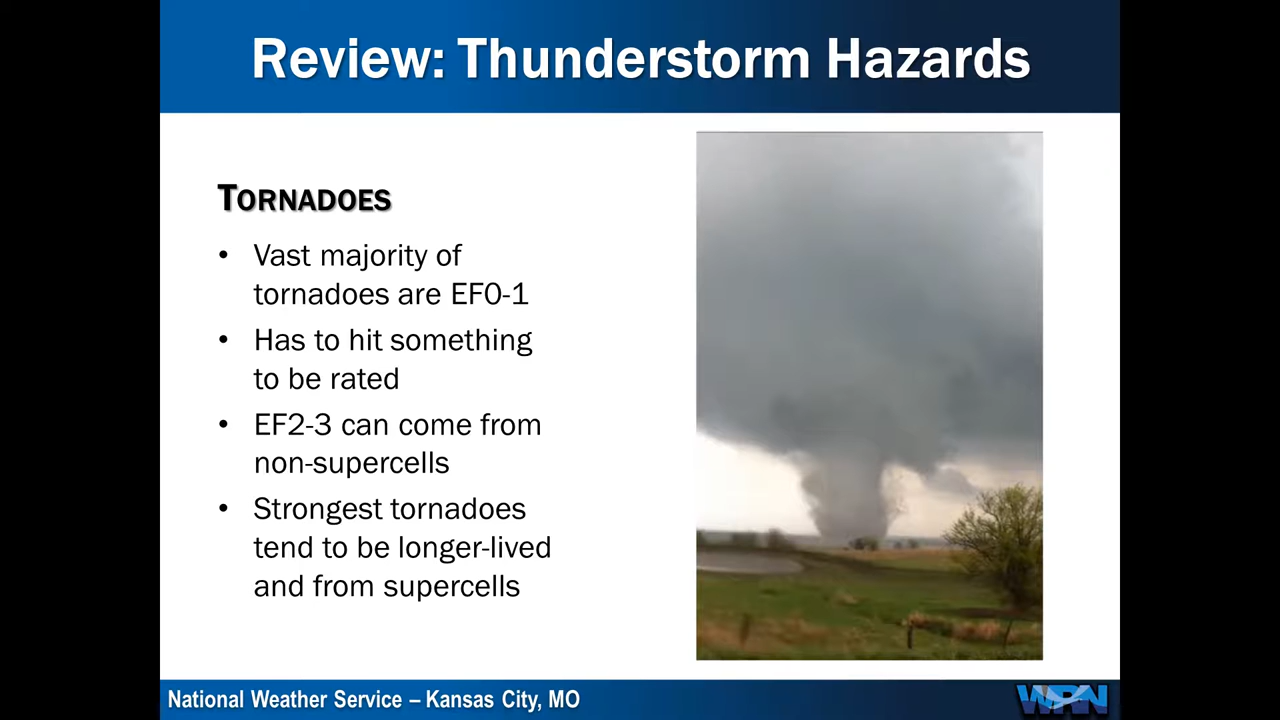 Review: Thunderstorm Hazards
TORNADOES
• Vast majority of
tornadoes are EF0-1
• Has to hit something
to be rated
• EF2-3 can come from
non-supercells
• Strongest tornadoes
tend to be longer-lived
and from supercells
National Weather Service – Kansas City, MO
WRN